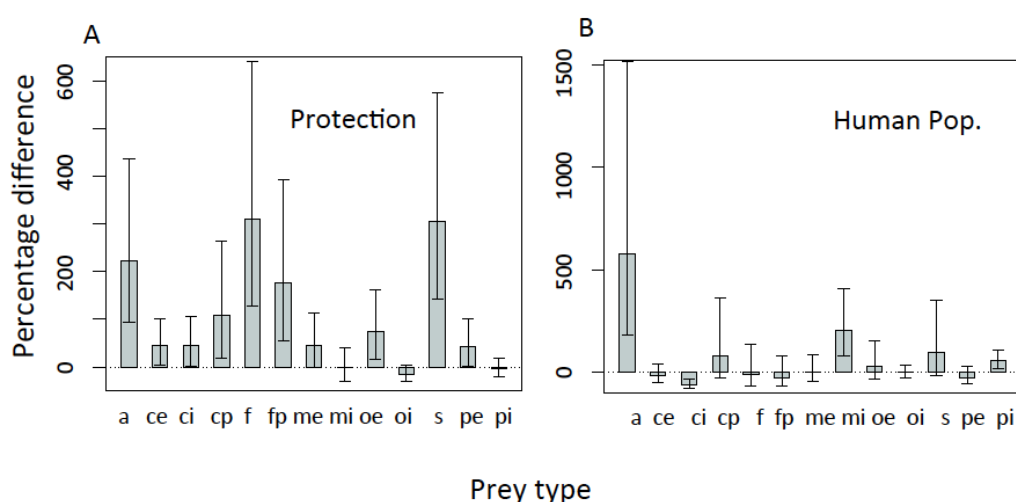 A
B
Percentage difference
600
400
200
0
Protection
a ce ci cp f fp me mi oe oi s pe pi
1500
1000
500
0
Human Pop.
a ce ci cp f fp me mi oe oi s pe pi
Prey type